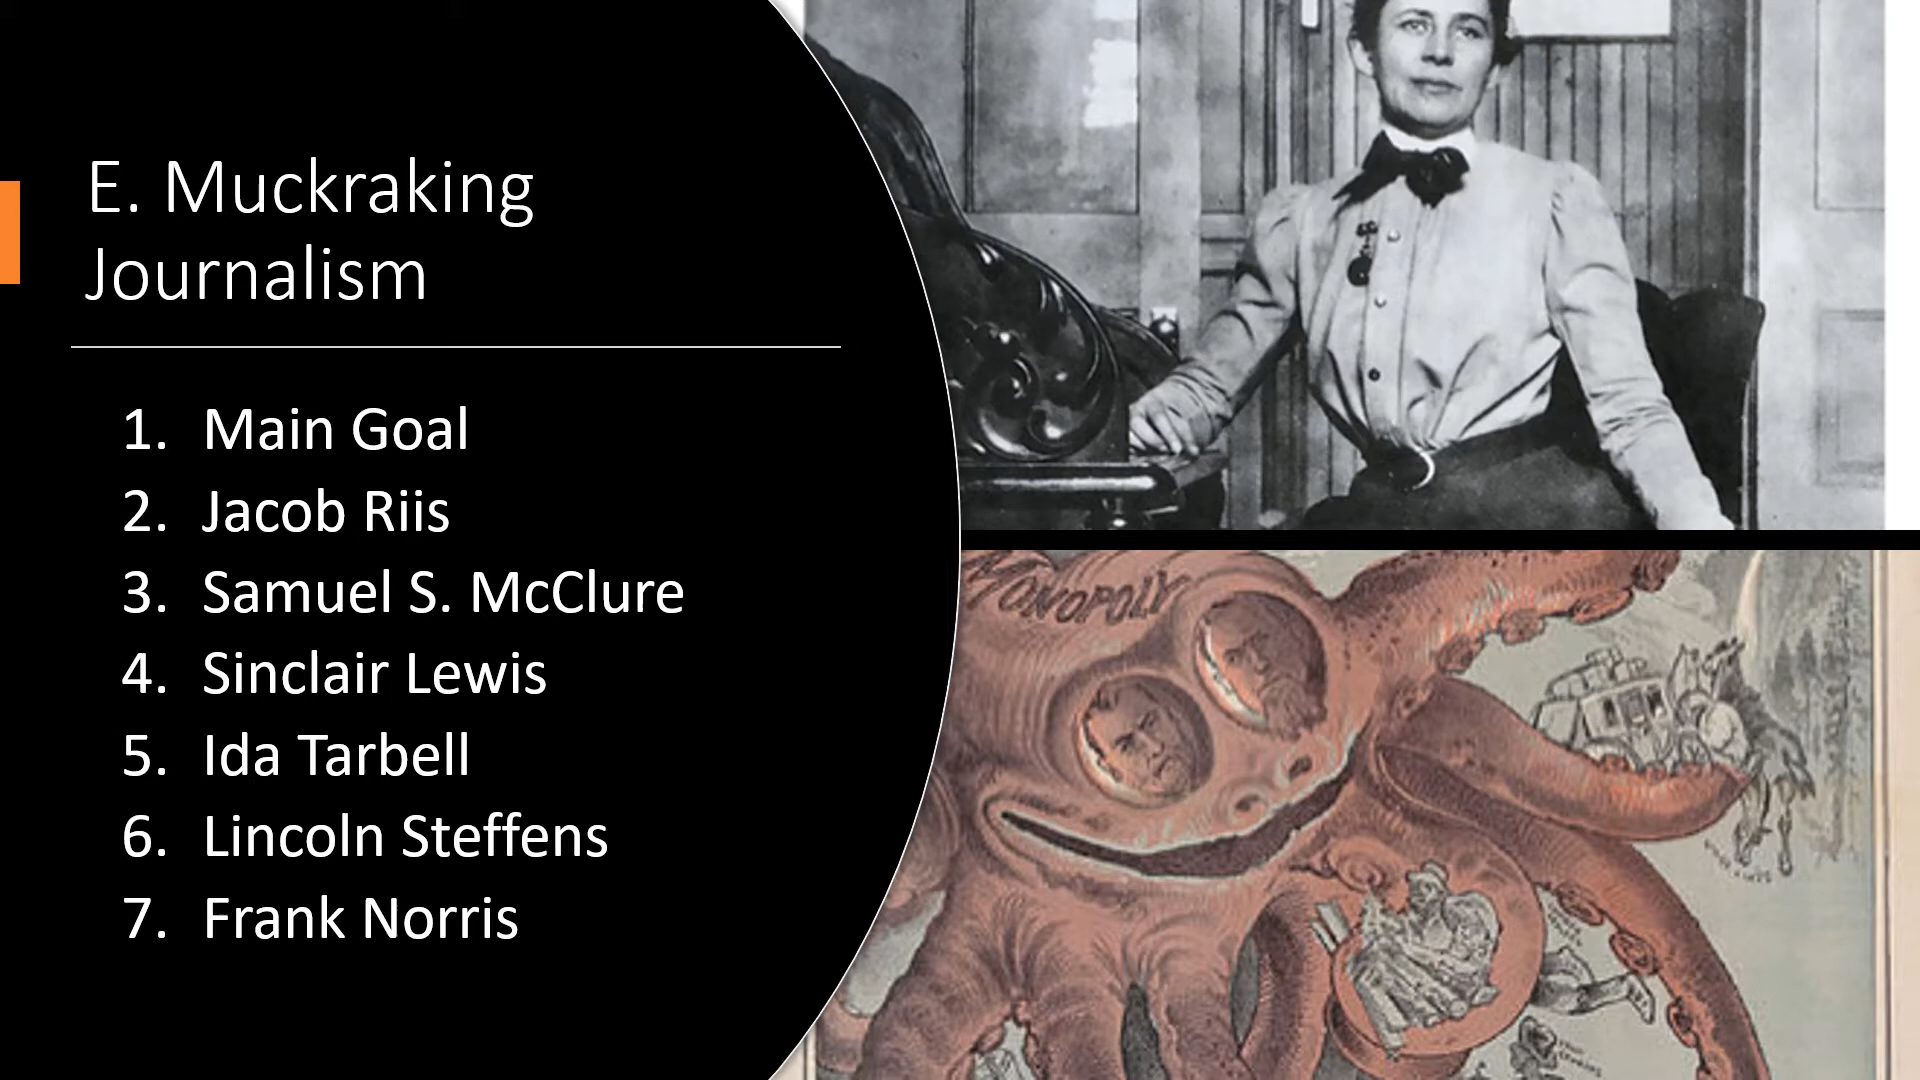 E. Muckraking
Journalism
1. Main Goal
2. Jacob Riis
3. Samuel S. McClure
4. Sinclair Lewis
5. Ida Tarbell
6. Lincoln Steffens
7. Frank Norris
MONOPOLY